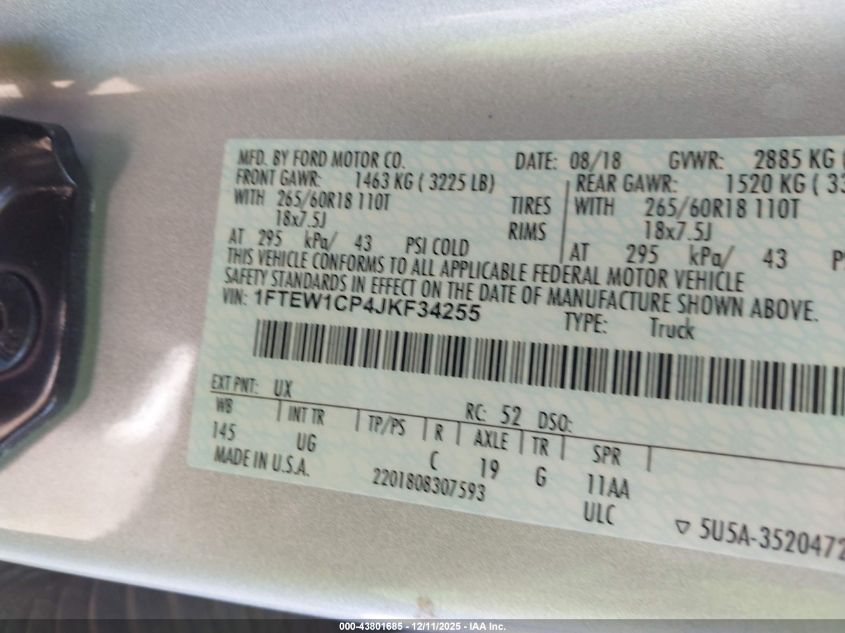 MFD. BY FORD MOTOR CO. DATE: 08/18 GVWR: 2885 KG (
FRONT GAWR: 1463 KG ( 3225 LB) REAR GAWR: 1520 KG ( 33
WITH 265/60R18 110T TIRES WITH 265/60R18 110T
18x7.5J RIMS 18x7.5J
AT 295 kPa/ 43 PSI COLD AT 295 kPa/ 43 P
THIS VEHICLE CONFORMS TO ALL APPLICABLE FEDERAL MOTOR VEHICLE
SAFETY STANDARDS IN EFFECT ON THE DATE OF MANUFACTURE SHOWN ABOVE.
VIN: 1FTEW1CP4JKF34255 TYPE: Truck
EXT PNT: UX RC: 52 DSO:
WB INT TR TP/PS R AXLE TR SPR
145 UG C 19 G 11AA
MADE IN U.S.A. 2201808307593 ULC
5U5A-3520472
000-43801685 - 12/11/2025 - IAA Inc.